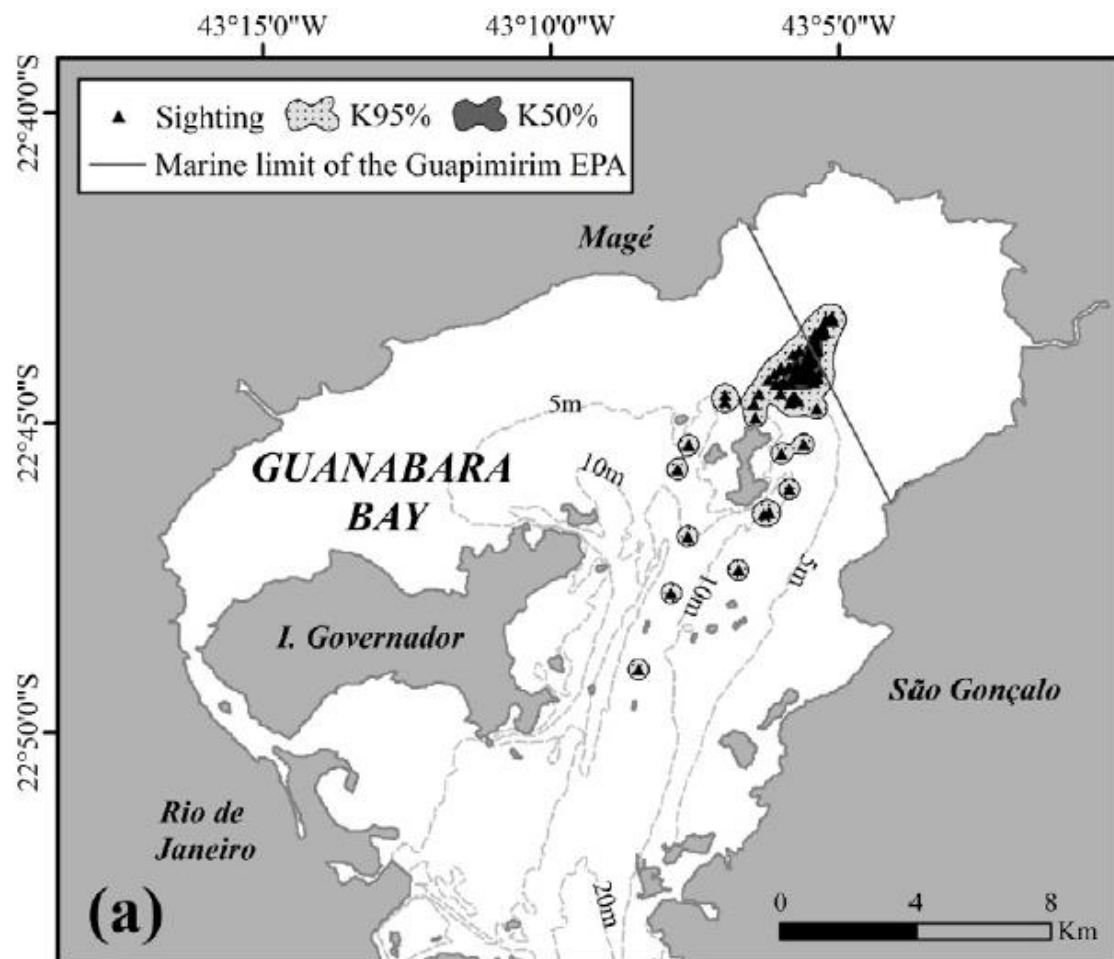 43°15'0"W 43°10'0"W 43°5'0"W
22°40'0"S
22°45'0"S
22°50'0"S
Sighting K95% K50%
Marine limit of the Guapimirim EPA
Magé
5m
10m
GUANABARA
BAY
5m
10m
I. Governador
São Gonçalo
Rio de
Janeiro
20m
(a)
0 4 8
Km